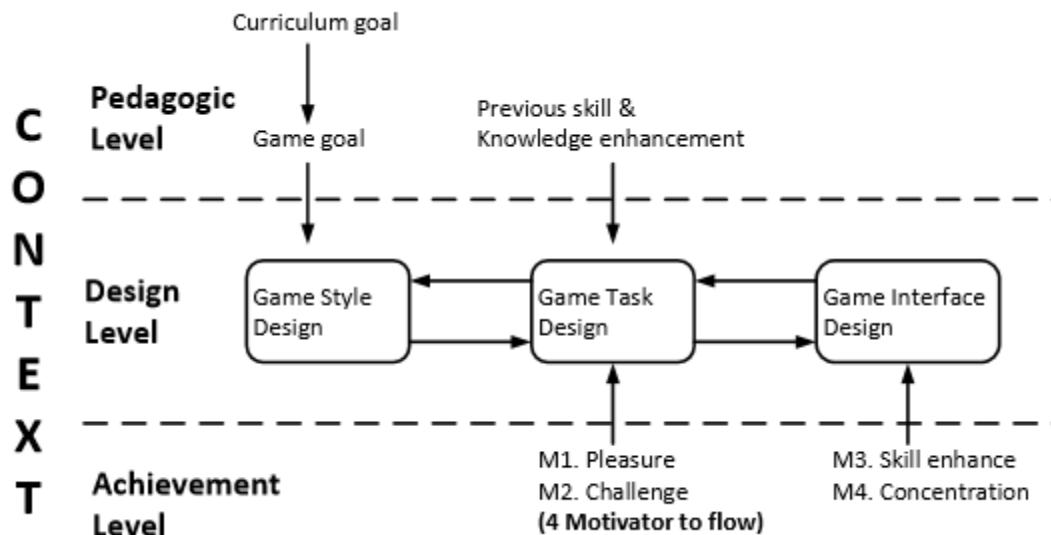 CONTEXT
Curriculum goal
Pedagogic
Level
Game goal
Previous skill &
Knowledge enhancement
Design
Level
Game Style
Design
Game Task
Design
Game Interface
Design
Achievement
Level
M1. Pleasure
M2. Challenge
(4 Motivator to flow)
M3. Skill enhance
M4. Concentration